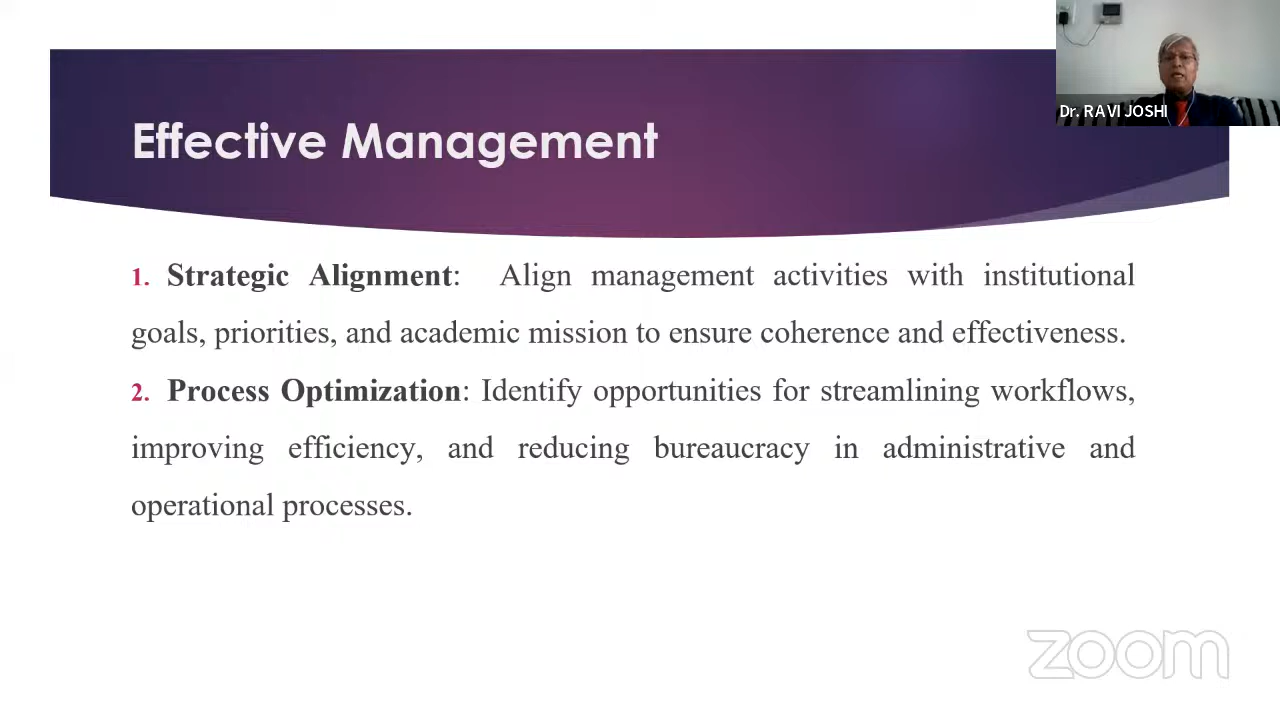 Effective Management
Dr. RAVI JOSHI
1. Strategic Alignment: Align management activities with institutional
goals, priorities, and academic mission to ensure coherence and effectiveness.
2. Process Optimization: Identify opportunities for streamlining workflows,
improving efficiency, and reducing bureaucracy in administrative and
operational processes.
zoom